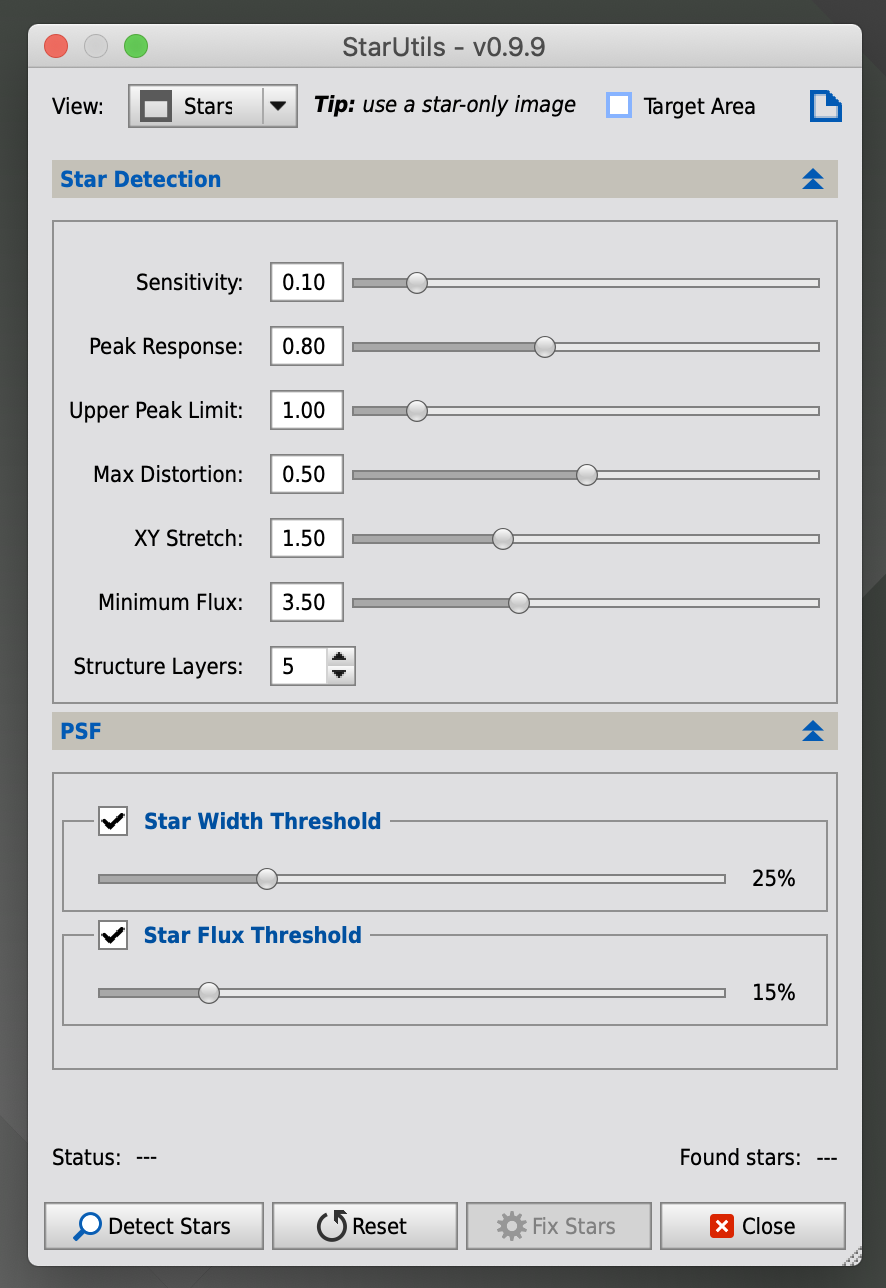 StarUtils - v0.9.9
View: Stars Tip: use a star-only image Target Area
Star Detection
Sensitivity: 0.10
Peak Response: 0.80
Upper Peak Limit: 1.00
Max Distortion: 0.50
XY Stretch: 1.50
Minimum Flux: 3.50
Structure Layers: 5
PSF
Star Width Threshold
25%
Star Flux Threshold
15%
Status: --- Found stars: ---
Detect Stars Reset Fix Stars Close